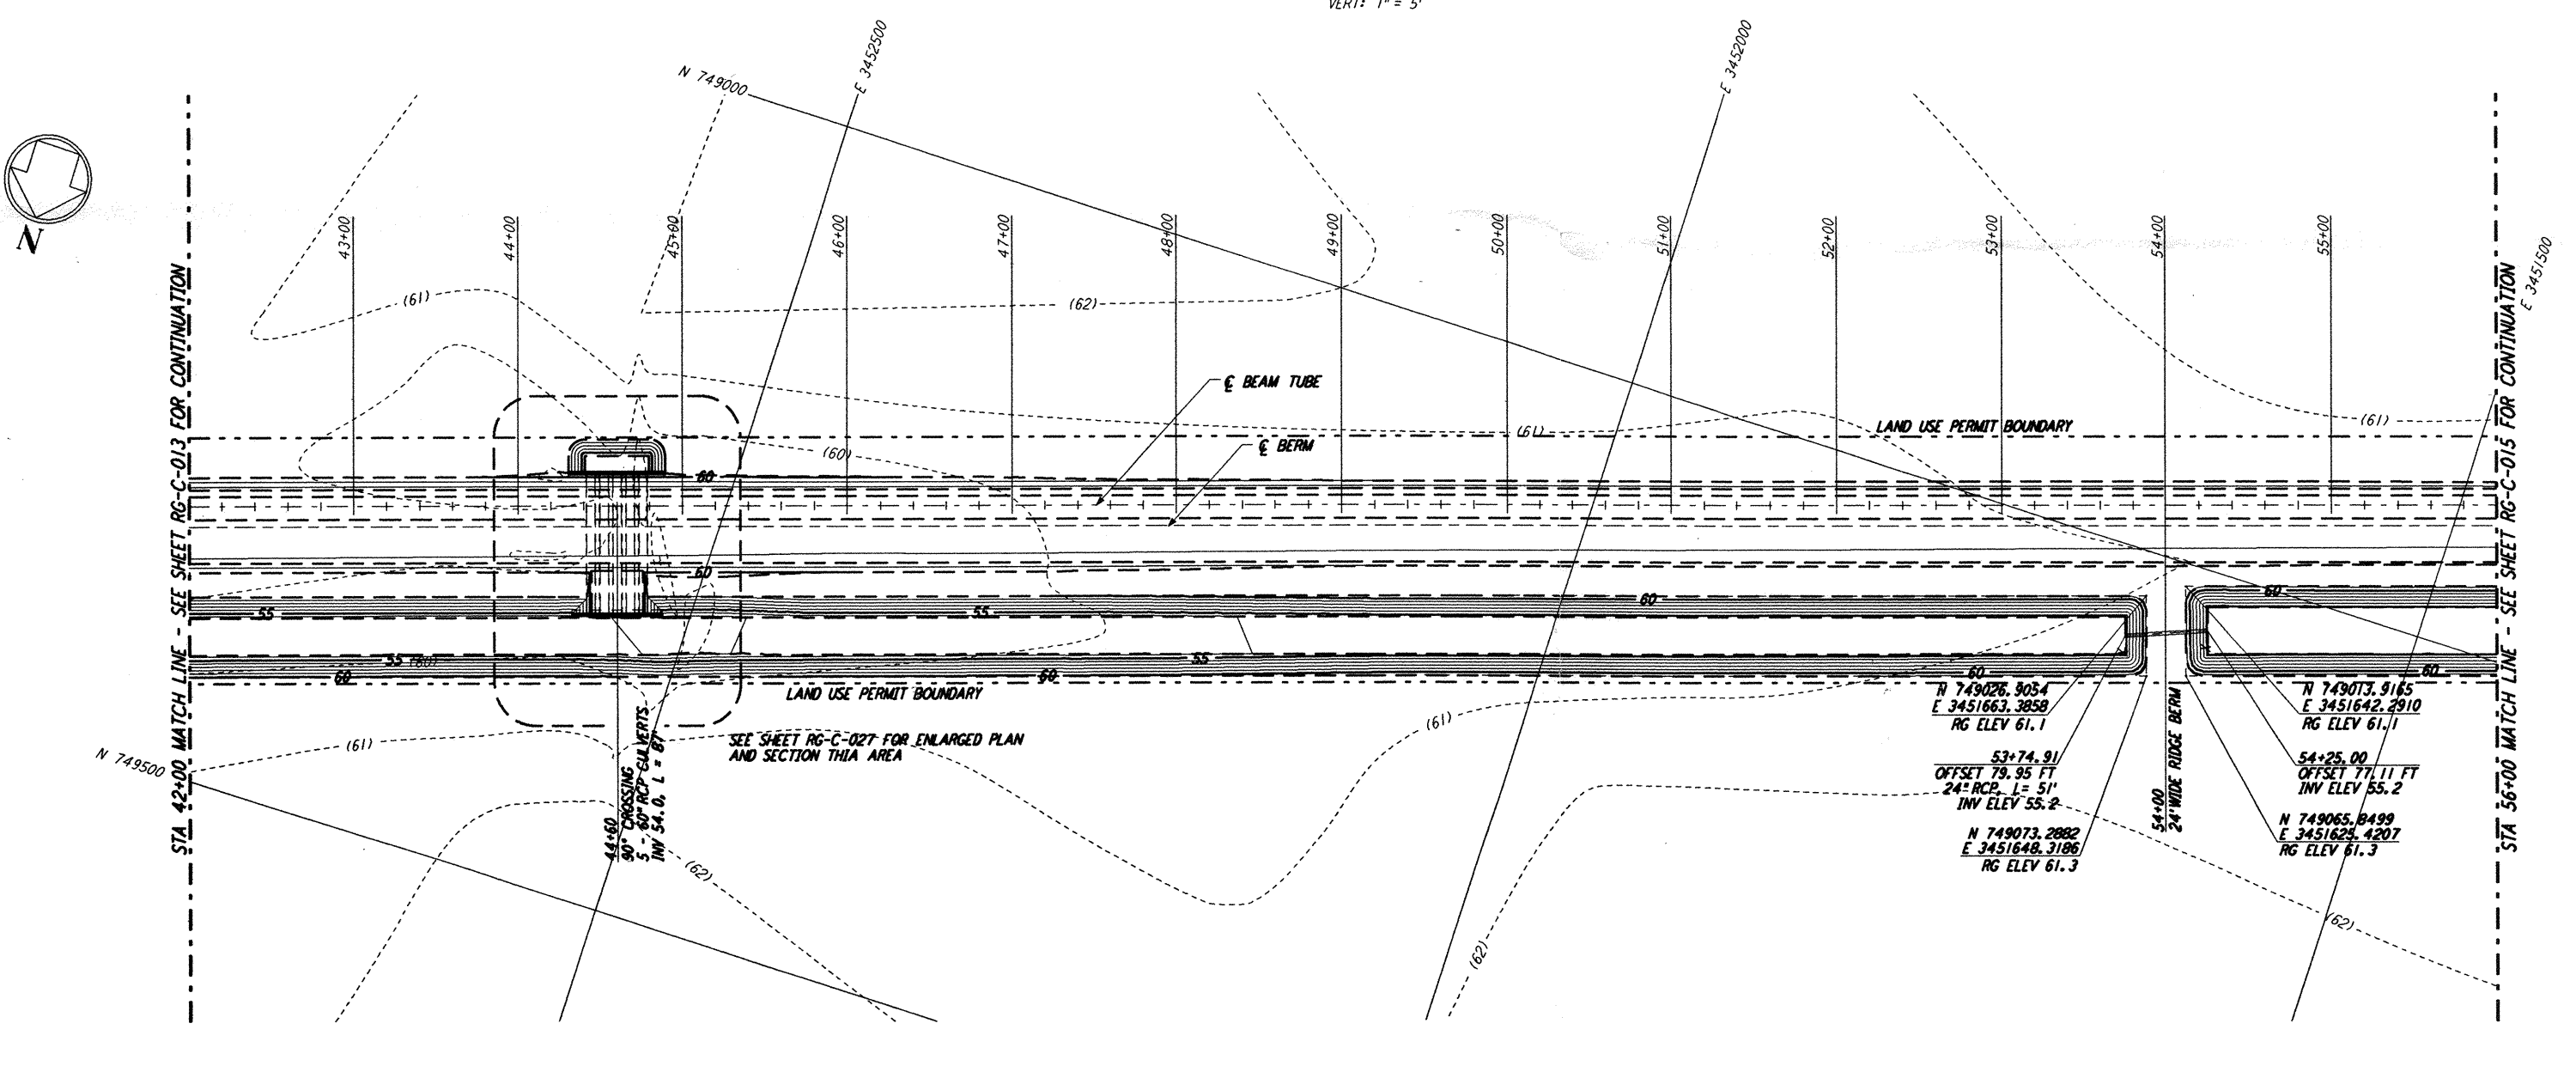 VERT: 1" = 5'
N 749000
E 3452500
E 3452000
E 3451500
N
43+00
44+00
45+00
46+00
47+00
48+00
49+00
50+00
51+00
52+00
53+00
54+00
55+00
STA 42+00 MATCH LINE - SEE SHEET RG-C-013 FOR CONTINUATION
STA 56+00 MATCH LINE - SEE SHEET RG-C-015 FOR CONTINUATION
(61)
(62)
℄ BEAM TUBE
℄ BERM
(61)
LAND USE PERMIT BOUNDARY
(61)
(60)
60
60
55
55
60
60
55
(60)
60
55
60
60
60
LAND USE PERMIT BOUNDARY
SEE SHEET RG-C-027 FOR ENLARGED PLAN
AND SECTION THIA AREA
44+60
90° CROSSING
5 - 60" RCP CULVERTS
INV 54.0, L = 87'
N 749500
(61)
(62)
(61)
(62)
N 749026.9054
E 3451663.3858
RG ELEV 61.1
53+74.91
OFFSET 79.95 FT
24" RCP, L= 51'
INV ELEV 55.2
N 749073.2882
E 3451648.3186
RG ELEV 61.3
54+00
24'WIDE RIDGE BERM
N 749013.9165
E 3451642.2910
RG ELEV 61.1
54+25.00
OFFSET 77.11 FT
INV ELEV 55.2
N 749065.8499
E 3451625.4207
RG ELEV 61.3
(62)